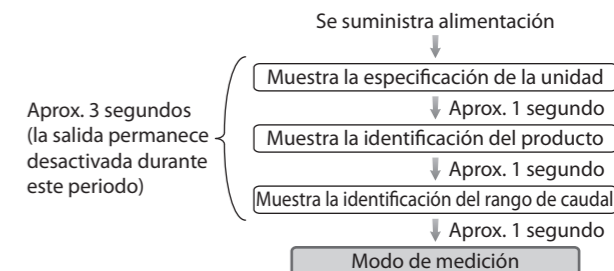 Se suministra alimentación
Muestra la especificación de la unidad
Aprox. 1 segundo
Aprox. 3 segundos
(la salida permanece
desactivada durante
este periodo)
Muestra la identificación del producto
Aprox. 1 segundo
Muestra la identificación del rango de caudal
Aprox. 1 segundo
Modo de medición